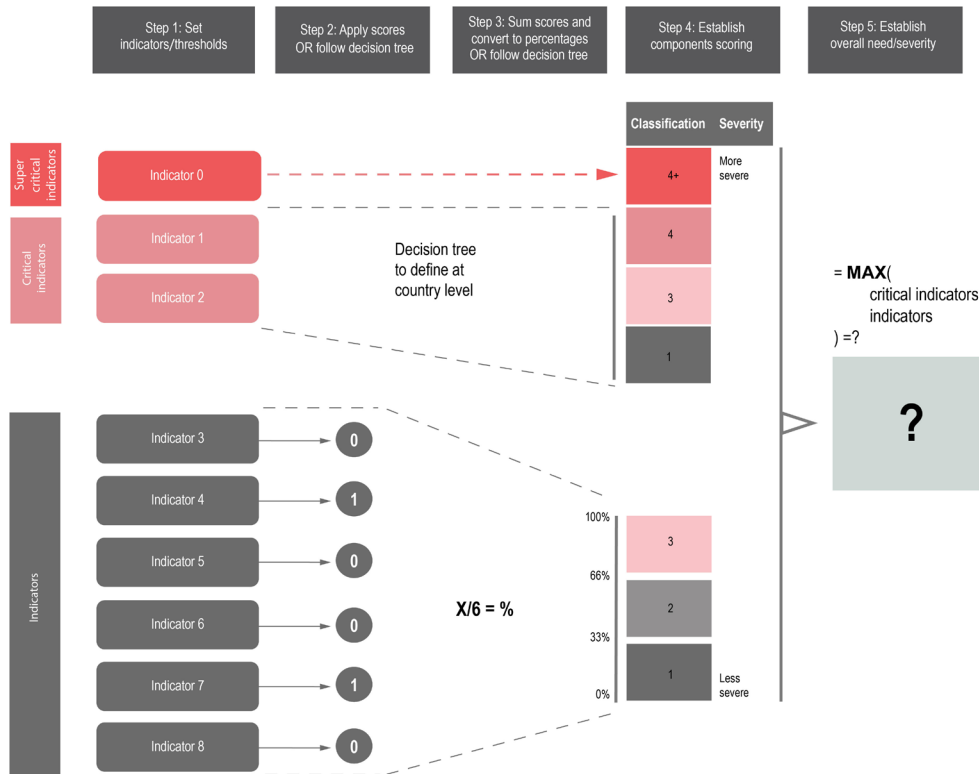 Step 1: Set
indicators/thresholds
Step 2: Apply scores
OR follow decision tree
Step 3: Sum scores and
convert to percentages
OR follow decision tree
Step 4: Establish
components scoring
Step 5: Establish
overall need/severity
Classification
Severity
Super
critical
indicators
Indicator 0
4+
More
severe
Critical
indicators
Indicator 1
Indicator 2
Decision tree
to define at
country level
4
3
1
= MAX(
critical indicators
indicators
) =?
?
Indicators
Indicator 3
0
Indicator 4
1
Indicator 5
0
Indicator 6
0
Indicator 7
1
Indicator 8
0
X/6 = %
100%
66%
33%
0%
3
2
1
Less
severe